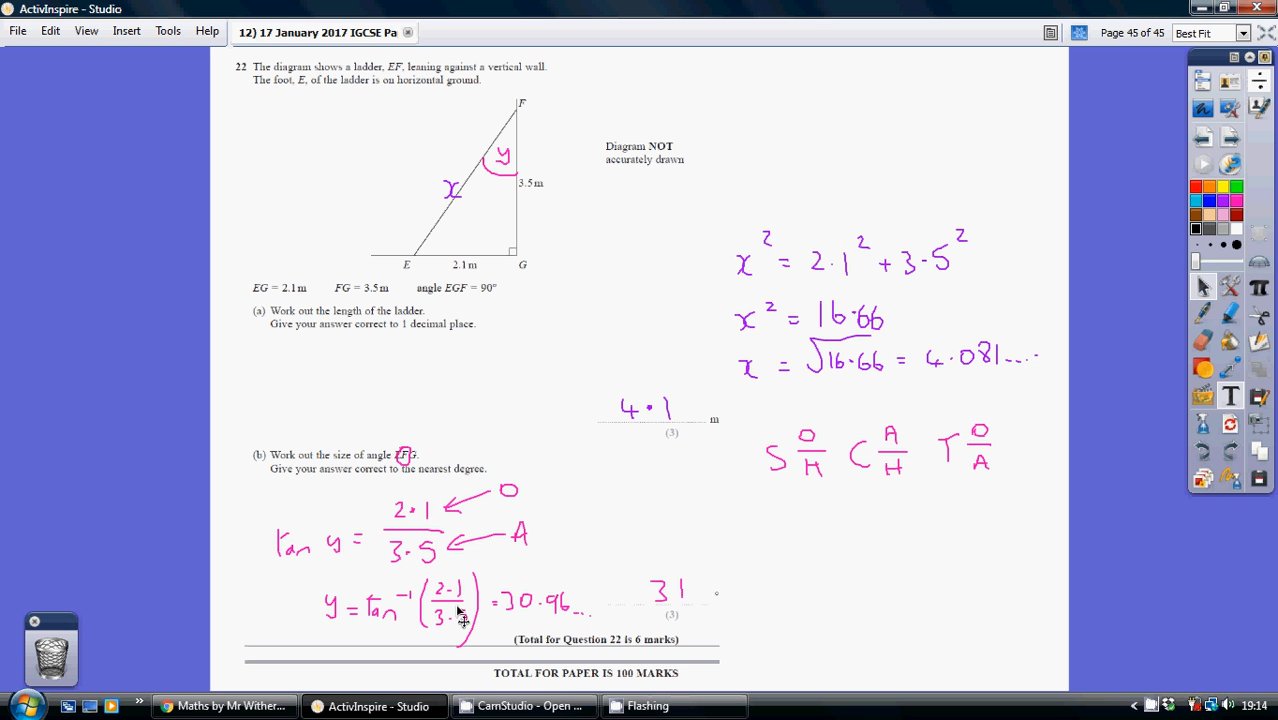 ActivInspire - Studio
File Edit View Insert Tools Help
12) 17 January 2017 IGCSE Pa
Page 45 of 45
Best Fit
22 The diagram shows a ladder, EF, leaning against a vertical wall.
The foot, E, of the ladder is on horizontal ground.
F
y
Diagram NOT
accurately drawn
x
3.5 m
E
2.1 m
G
EG = 2.1 m FG = 3.5 m angle EGF = 90°
(a) Work out the length of the ladder.
Give your answer correct to 1 decimal place.
x² = 2·1² + 3·5²
x² = 16·66
x = √16·66 = 4·081....
4·1 m
(3)
S O/H C A/H T O/A
(b) Work out the size of angle EFG.
Give your answer correct to the nearest degree.
O
tan y = 2·1/3·5 ← O
← A
y = tan⁻¹(2·1/3·5) = 30·96...
31 °
(3)
(Total for Question 22 is 6 marks)
TOTAL FOR PAPER IS 100 MARKS
Maths by Mr Wither...
ActivInspire - Studio
CamStudio - Open ...
Flashing
19:14